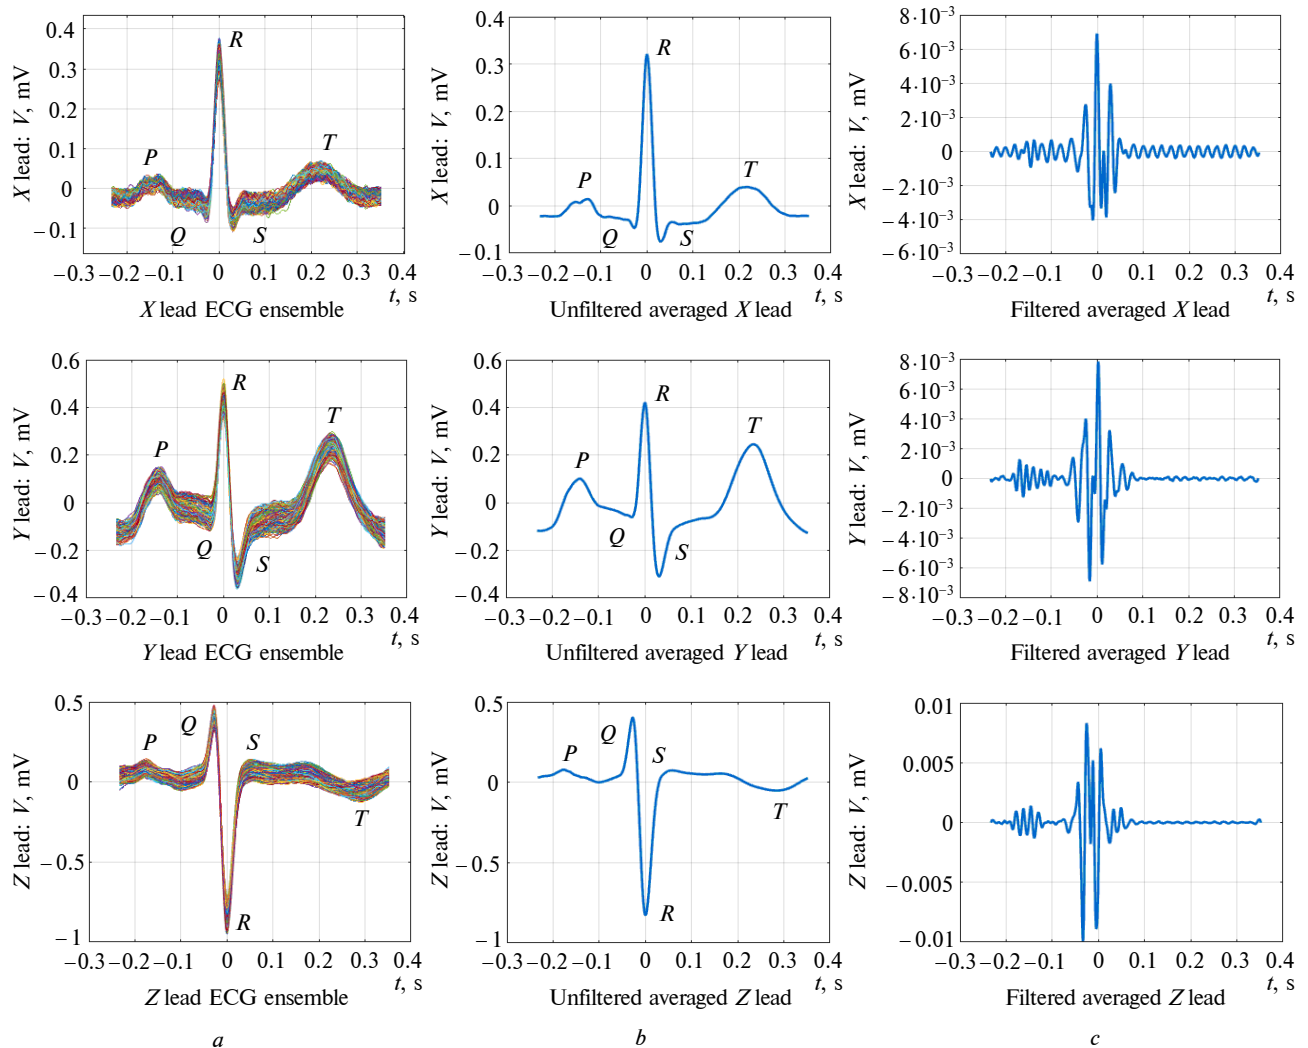 0.4
0.3
0.2
0.1
0
−0.1
X lead: V, mV
P
Q
R
S
T
−0.3 −0.2 −0.1 0 0.1 0.2 0.3 0.4
t, s
X lead ECG ensemble
0.4
0.3
0.2
0.1
0
0.1
X lead: V, mV
P
Q
R
S
T
−0.3 −0.2 −0.1 0 0.1 0.2 0.3 0.4
t, s
Unfiltered averaged X lead
8·10⁻³
6·10⁻³
4·10⁻³
2·10⁻³
0
−2·10⁻³
−4·10⁻³
−6·10⁻³
X lead: V, mV
−0.3 −0.2 −0.1 0 0.1 0.2 0.3 0.4
t, s
Filtered averaged X lead
0.6
0.4
0.2
0
−0.2
−0.4
Y lead: V, mV
P
Q
R
S
T
−0.3 −0.2 −0.1 0 0.1 0.2 0.3 0.4
t, s
Y lead ECG ensemble
0.6
0.4
0.2
0
−0.2
−0.4
Y lead: V, mV
P
Q
R
S
T
−0.3 −0.2 −0.1 0 0.1 0.2 0.3 0.4
t, s
Unfiltered averaged Y lead
8·10⁻³
6·10⁻³
4·10⁻³
2·10⁻³
0
−2·10⁻³
−4·10⁻³
−6·10⁻³
−8·10⁻³
Y lead: V, mV
−0.3 −0.2 −0.1 0 0.1 0.2 0.3 0.4
t, s
Filtered averaged Y lead
0.5
0
−0.5
−1
Z lead: V, mV
P
Q
R
S
T
−0.3 −0.2 −0.1 0 0.1 0.2 0.3 0.4
t, s
Z lead ECG ensemble
0.5
0
−0.5
−1
Z lead: V, mV
P
Q
R
S
T
−0.3 −0.2 −0.1 0 0.1 0.2 0.3 0.4
t, s
Unfiltered averaged Z lead
0.01
0.005
0
−0.005
−0.01
Z lead: V, mV
−0.3 −0.2 −0.1 0 0.1 0.2 0.3 0.4
t, s
Filtered averaged Z lead
a
b
c